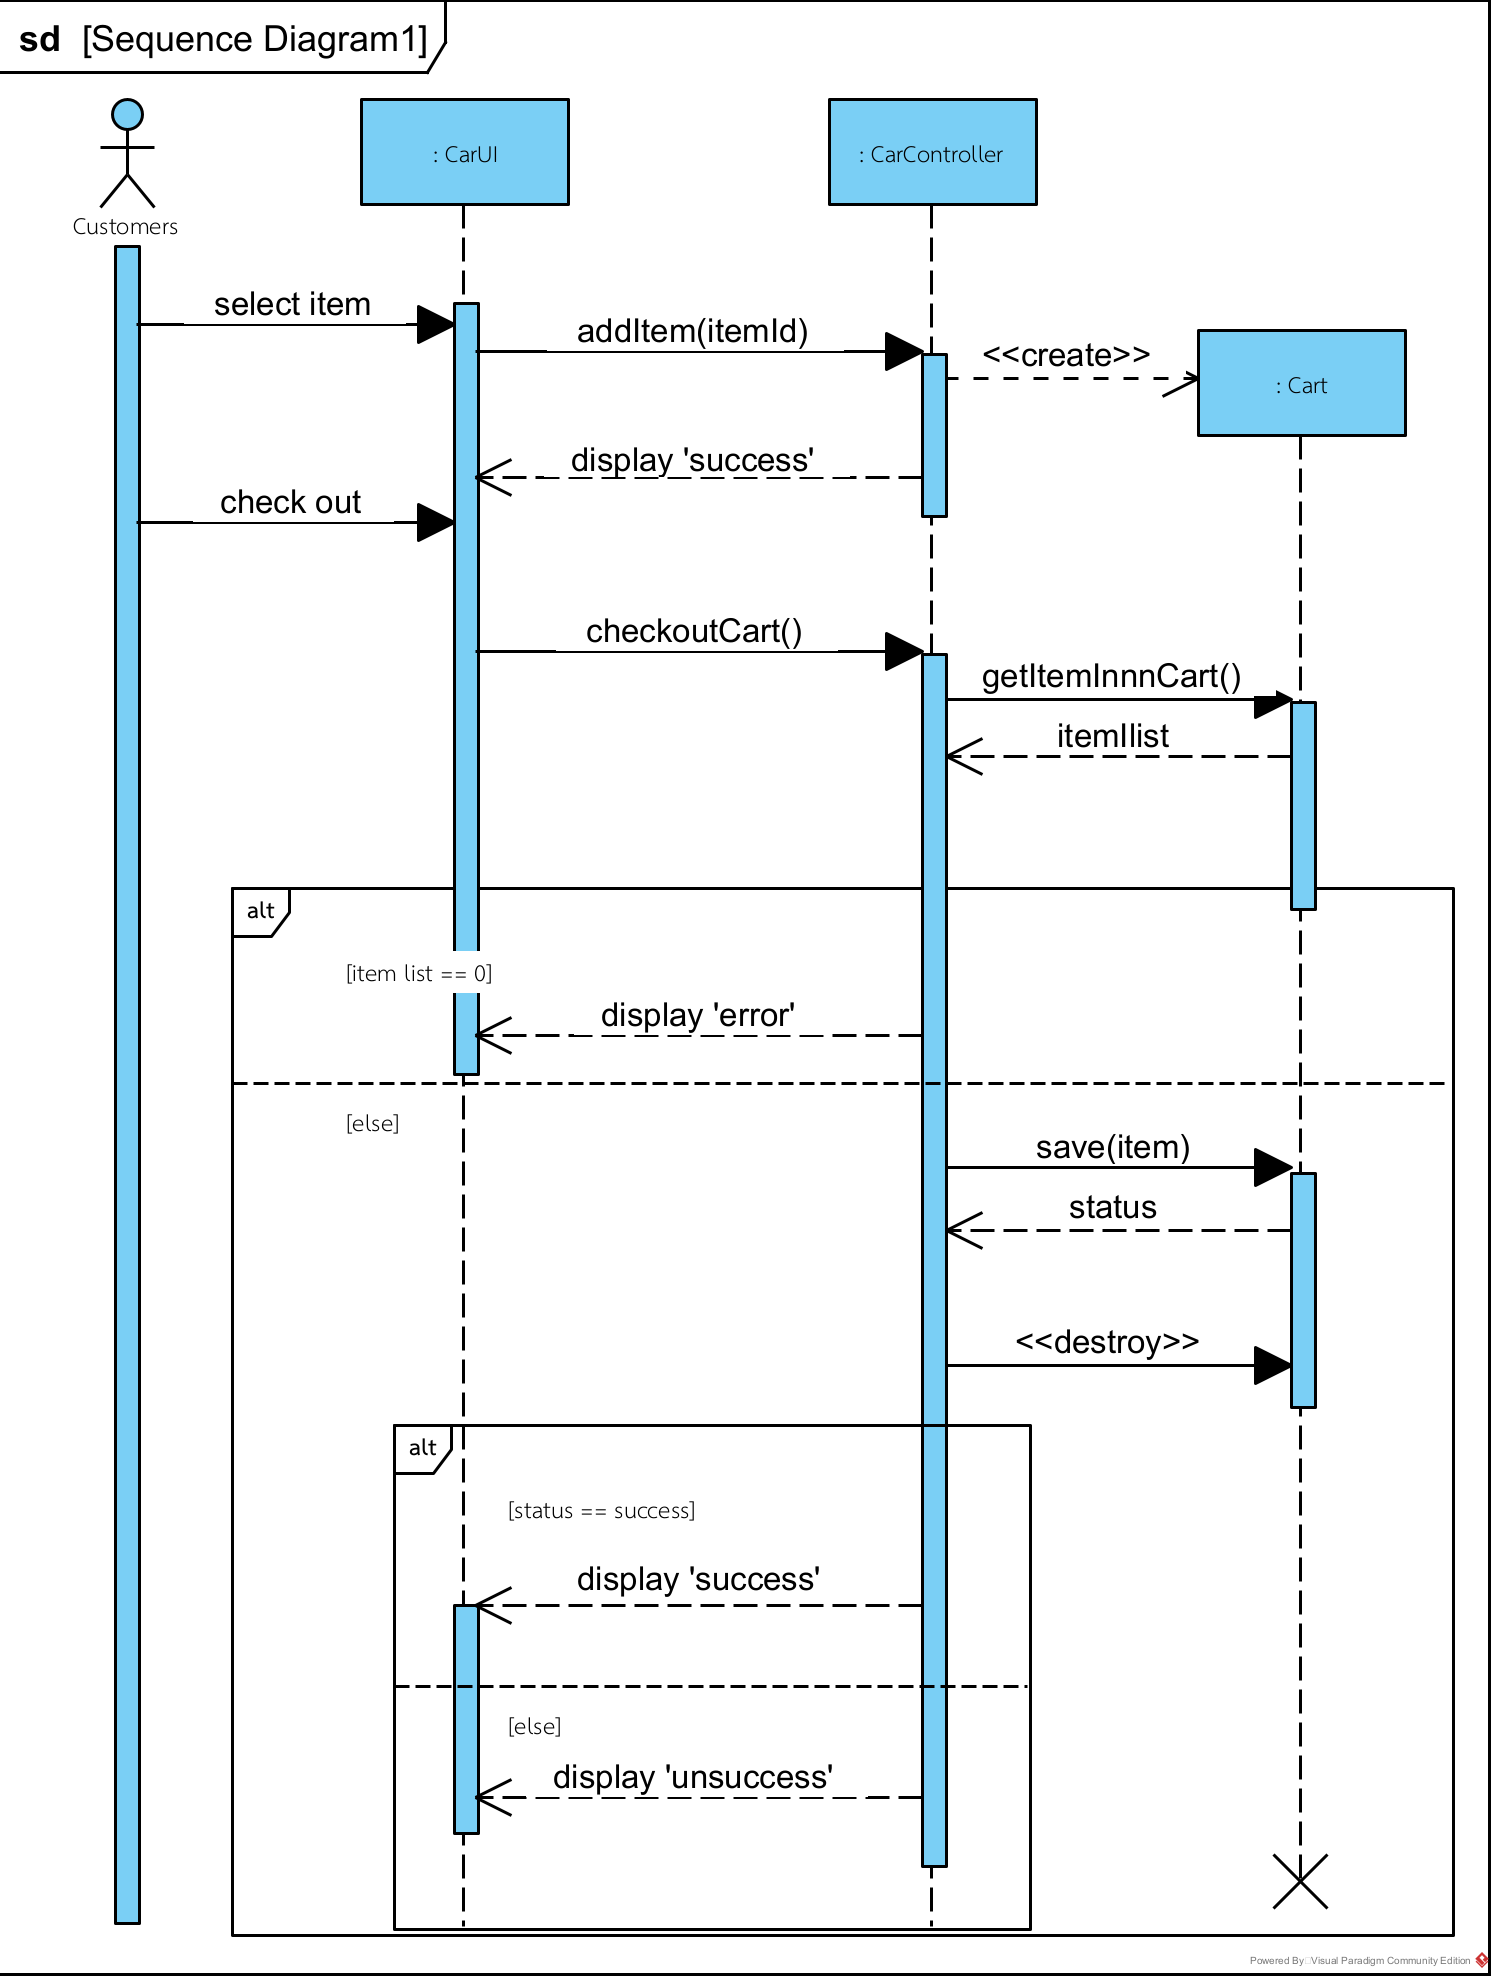 sd [Sequence Diagram1]
Customers
: CarUI
: CarController
select item
addItem(itemId)
<<create>>
: Cart
display 'success'
check out
checkoutCart()
getItemInnnCart()
itemIlist
alt
[item list == 0]
display 'error'
[else]
save(item)
status
<<destroy>>
alt
[status == success]
display 'success'
[else]
display 'unsuccess'
Powered By Visual Paradigm Community Edition